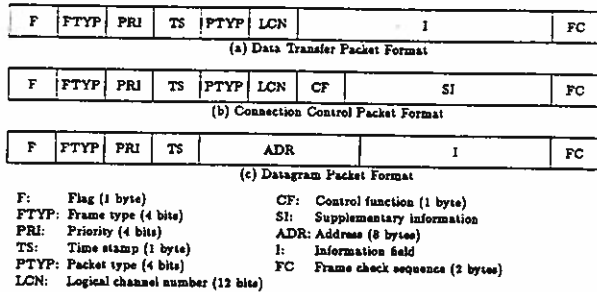 F FTYP PRI TS PTYP LCN I FC
(a) Data Transfer Packet Format
F FTYP PRI TS PTYP LCN CF SI FC
(b) Connection Control Packet Format
F FTYP PRI TS ADR I FC
(c) Datagram Packet Format
F: Flag (1 byte)
FTYP: Frame type (4 bits)
PRI: Priority (4 bits)
TS: Time stamp (1 byte)
PTYP: Packet type (4 bits)
LCN: Logical channel number (12 bits)
CF: Control function (1 byte)
SI: Supplementary information
ADR: Address (8 bytes)
I: Information field
FC Frame check sequence (2 bytes)